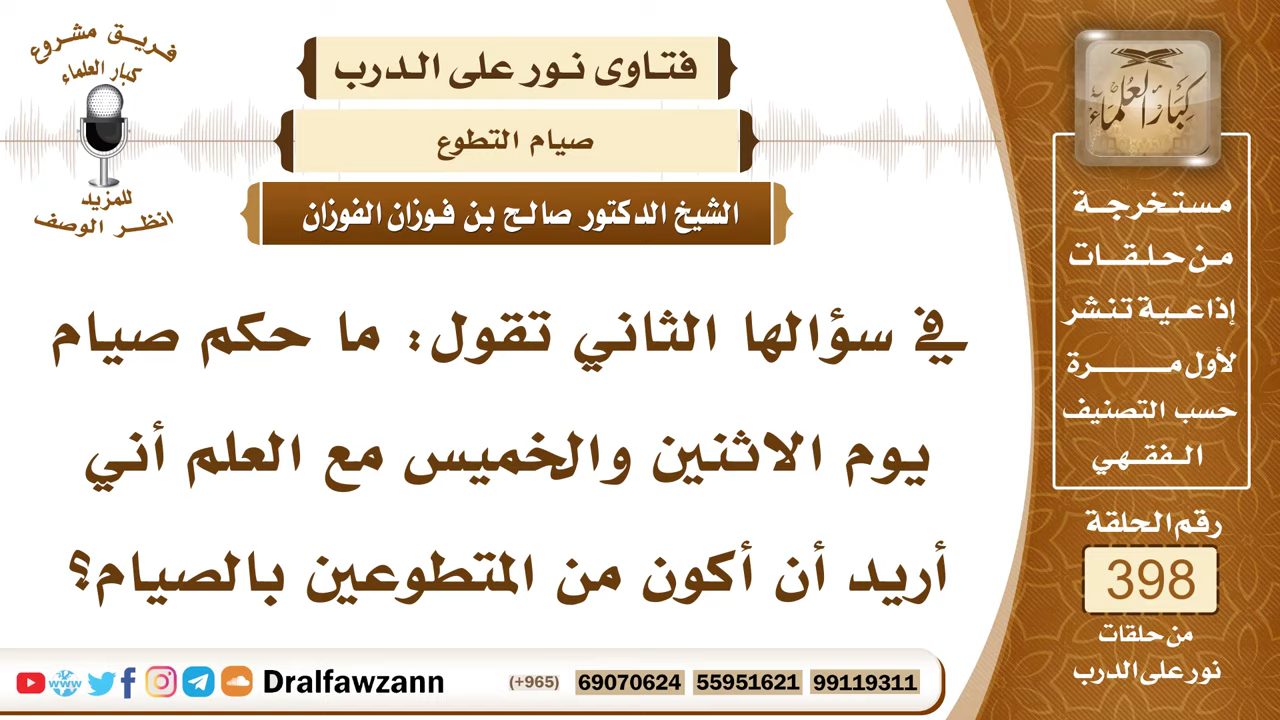 فريق مشروع
كبار العلماء
للمزيد
انظر الوصف
فتاوى نور على الدرب
صيام التطوع
الشيخ الدكتور صالح بن فوزان الفوزان
في سؤالها الثاني تقول: ما حكم صيام
يوم الاثنين والخميس مع العلم أني
أريد أن أكون من المتطوعين بالصيام؟
كبار العلماء
مستخرجة
من حلقات
إذاعية تنشر
لأول مرة
حسب التصنيف
الفقهي
رقم الحلقة
398
من حلقات
نور على الدرب
www Dralfawzann (+965) 69070624 55951621 99119311